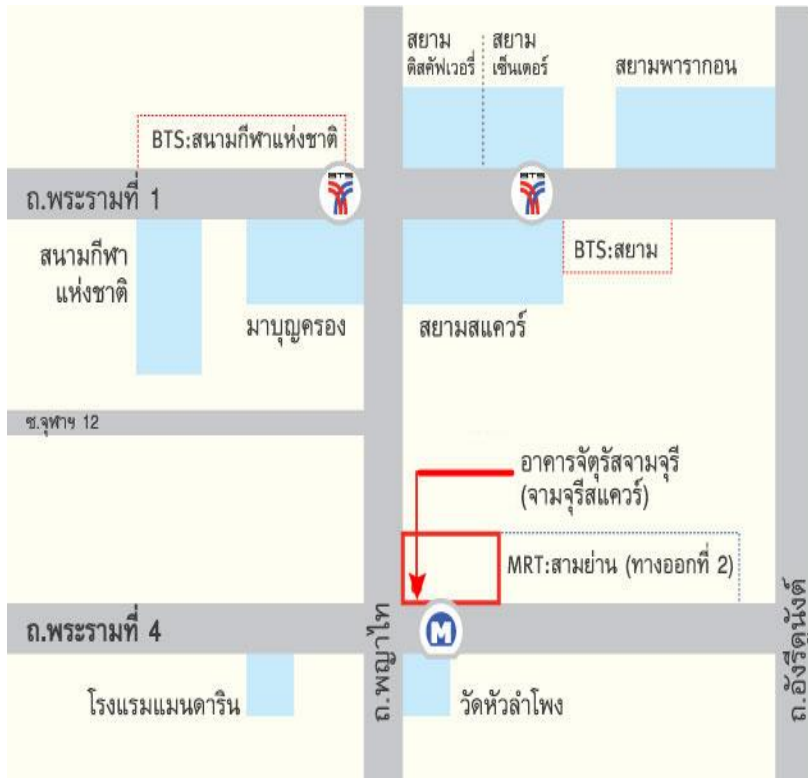 สยาม
ดิสคัฟเวอรี่
สยาม
เซ็นเตอร์
สยามพารากอน
BTS:สนามกีฬาแห่งชาติ
BTS
BTS
ถ.พระรามที่ 1
สนามกีฬา
แห่งชาติ
มาบุญครอง
สยามสแควร์
BTS:สยาม
ซ.จุฬาฯ 12
อาคารจัตุรัสจามจุรี
(จามจุรีสแควร์)
MRT:สามย่าน (ทางออกที่ 2)
ถ.พระรามที่ 4
M
ถ.พญาไท
ถ.อังรีดูนังต์
โรงแรมแมนดาริน
วัดหัวลำโพง